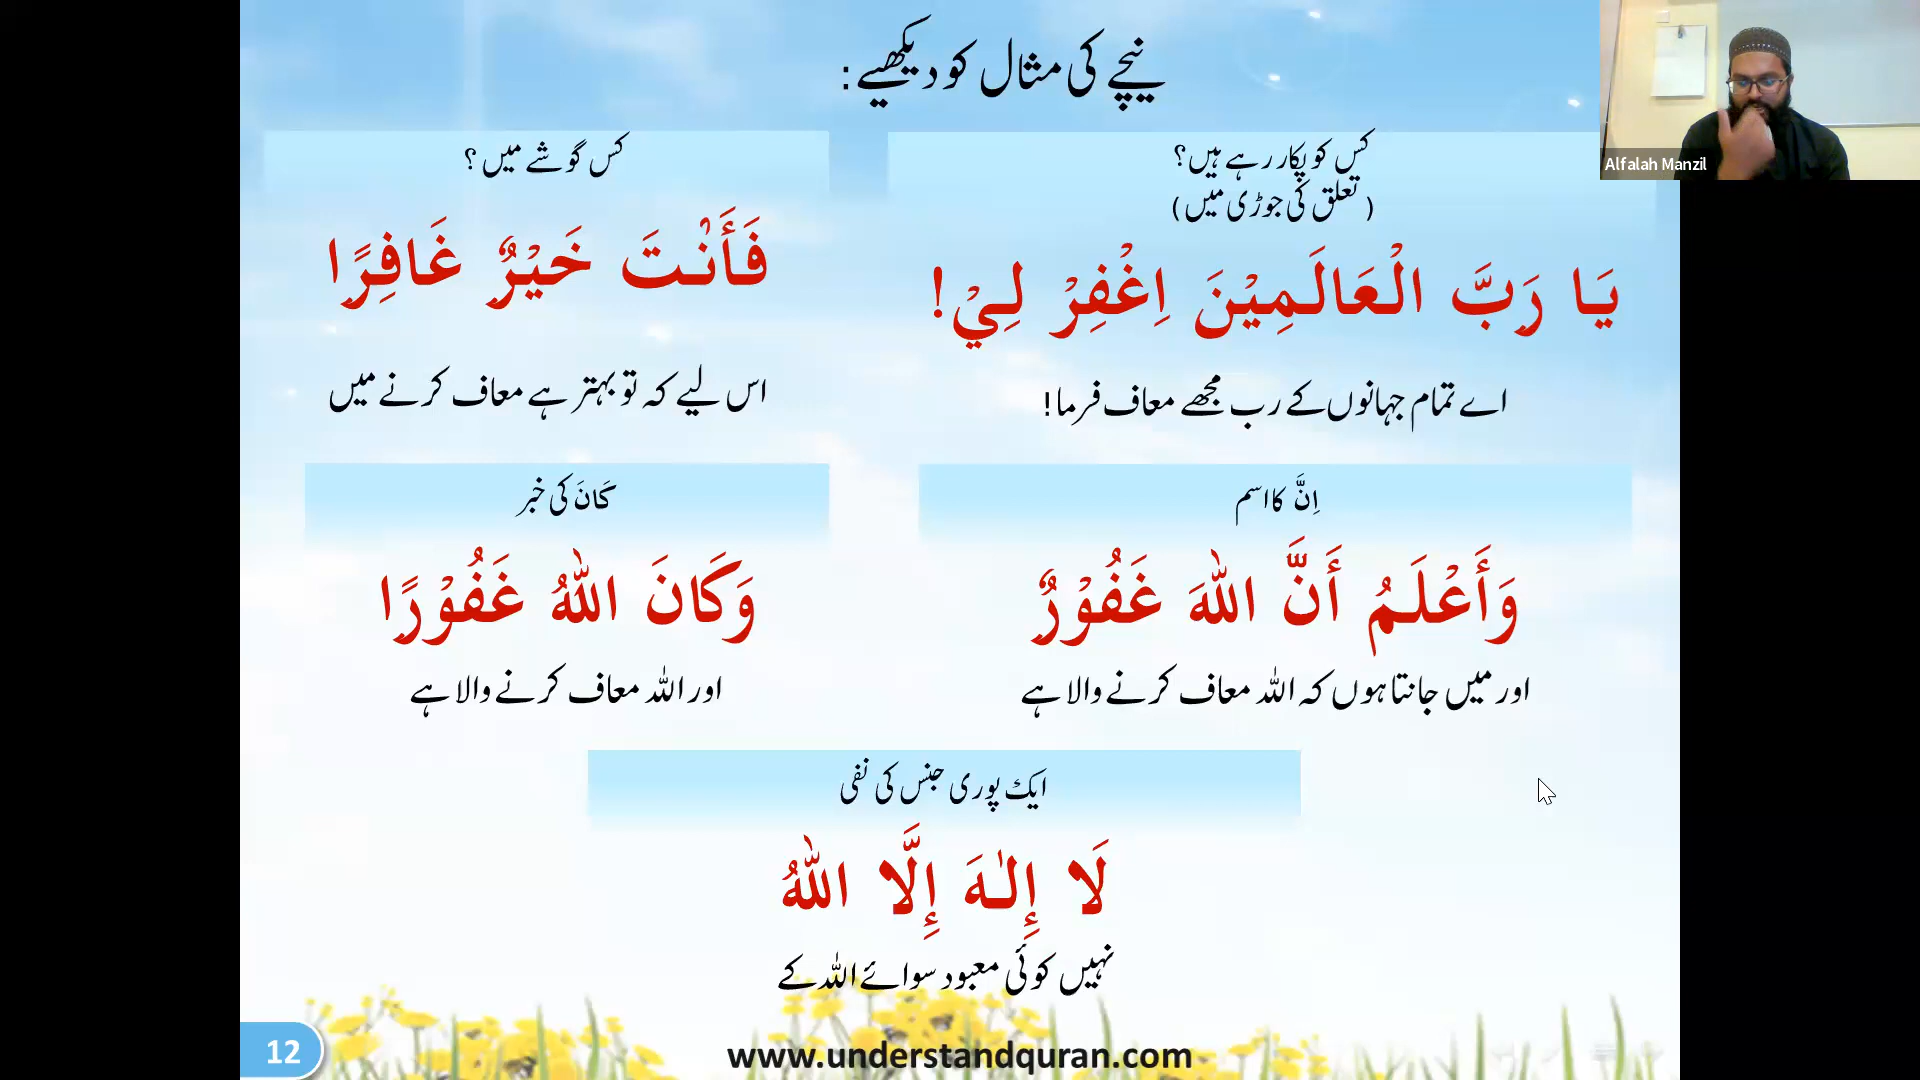 نیچے کی مثال کو دیکھیے:
Alfalah Manzil
کس کو پکار رہے ہیں؟
(تعلق کی جوڑی میں)
يَا رَبَّ الْعَالَمِيْنَ اِغْفِرْ لِيْ!
اے تمام جہانوں کے رب مجھے معاف فرما!
کس گوشے میں؟
فَأَنْتَ خَيْرٌ غَافِرًا
اس لیے کہ تو بہتر ہے معاف کرنے میں
اِنَّ کا اسم
وَأَعْلَمُ أَنَّ اللهَ غَفُوْرٌ
اور میں جانتا ہوں کہ اللہ معاف کرنے والا ہے
كَانَ کی خبر
وَكَانَ اللهُ غَفُوْرًا
اور اللہ معاف کرنے والا ہے
ایک پوری جنس کی نفی
لَا إِلٰهَ إِلَّا اللهُ
نہیں کوئی معبود سوائے اللہ کے
12
www.understandquran.com